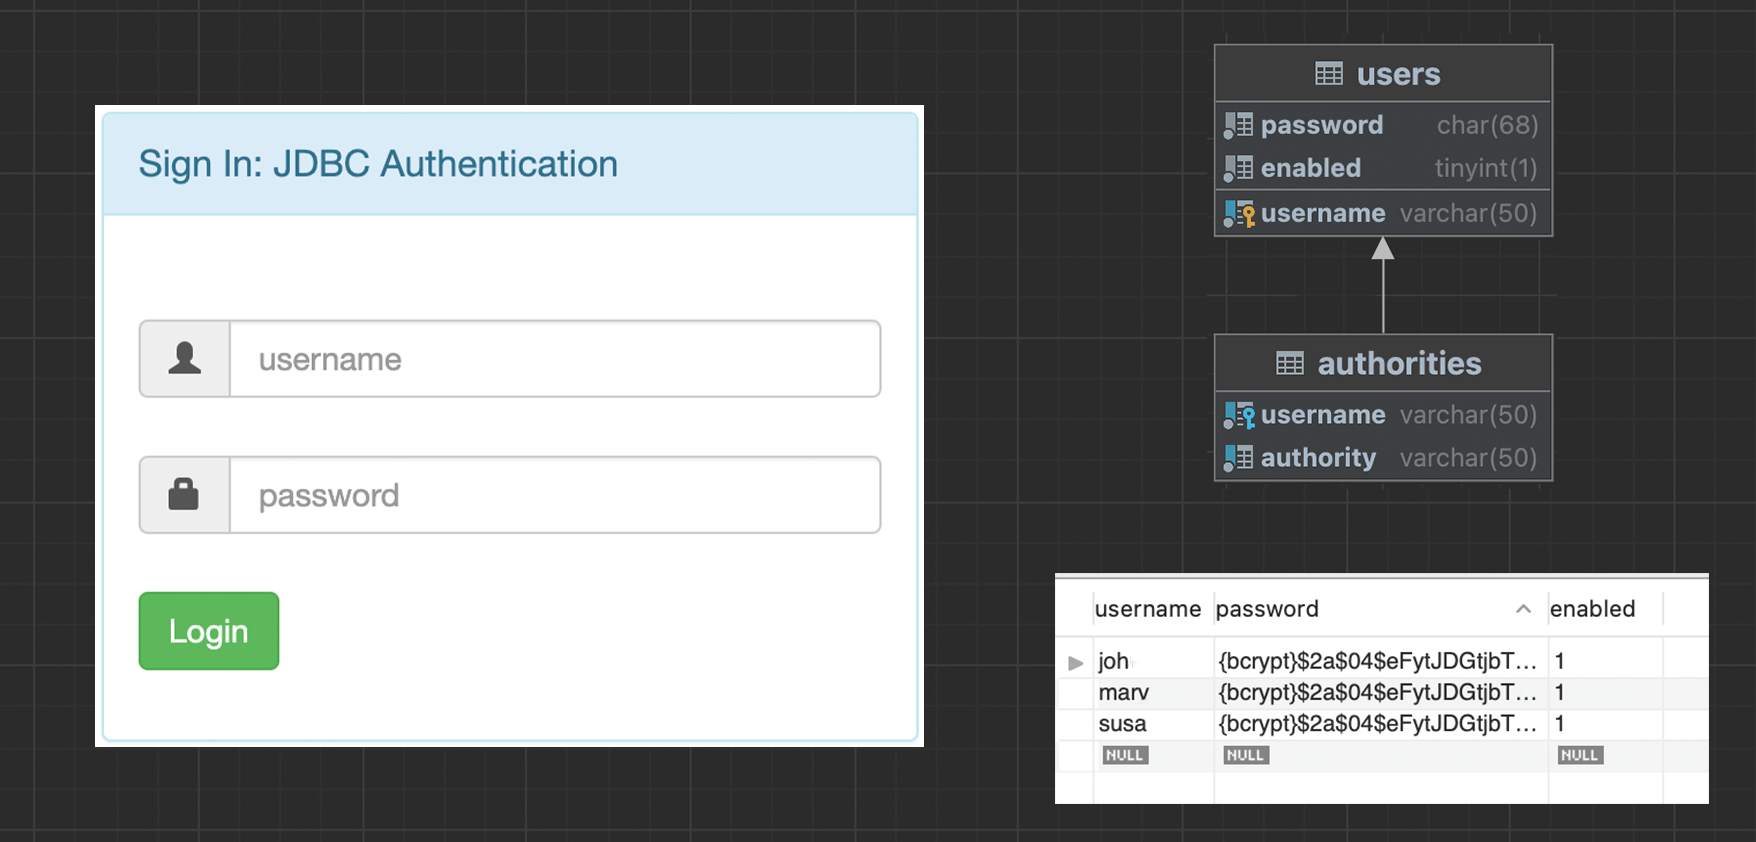 Sign In: JDBC Authentication
username
password
Login
users
password char(68)
enabled tinyint(1)
username varchar(50)
authorities
username varchar(50)
authority varchar(50)
username password enabled
joh {bcrypt}$2a$04$eFytJDGtjbT... 1
marv {bcrypt}$2a$04$eFytJDGtjbT... 1
susa {bcrypt}$2a$04$eFytJDGtjbT... 1
NULL NULL NULL